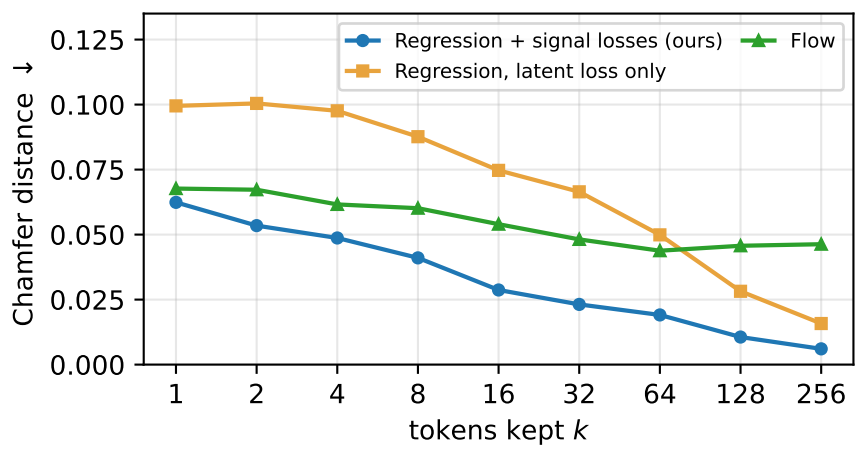 Chamfer distance ↓
0.125
0.100
0.075
0.050
0.025
0.000
Regression + signal losses (ours)
Regression, latent loss only
Flow
1 2 4 8 16 32 64 128 256
tokens kept k